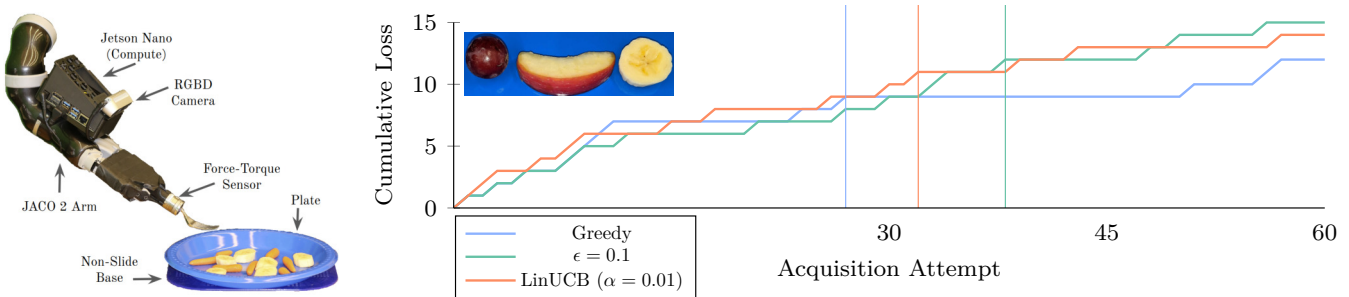 Jetson Nano
(Compute)
RGBD
Camera
Force-Torque
Sensor
JACO 2 Arm
Plate
Non-Slide
Base
Cumulative Loss
15
10
5
0
30
45
60
Acquisition Attempt
Greedy
ϵ = 0.1
LinUCB (α = 0.01)